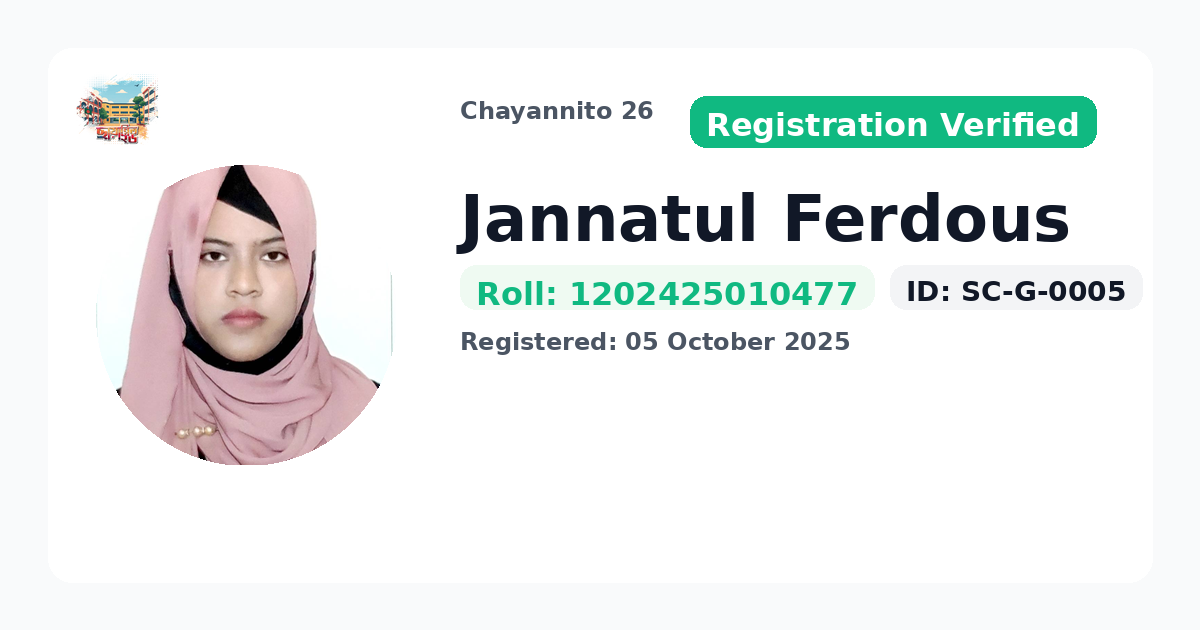 Chayannito 26
Registration Verified
Jannatul Ferdous
Roll: 1202425010477
ID: SC-G-0005
Registered: 05 October 2025